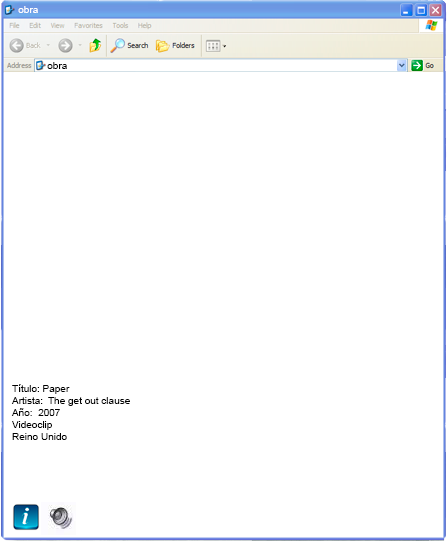 obra
File Edit View Favorites Tools Help
Back Search Folders
Address obra Go
Título: Paper
Artista: The get out clause
Año: 2007
Videoclip
Reino Unido
i